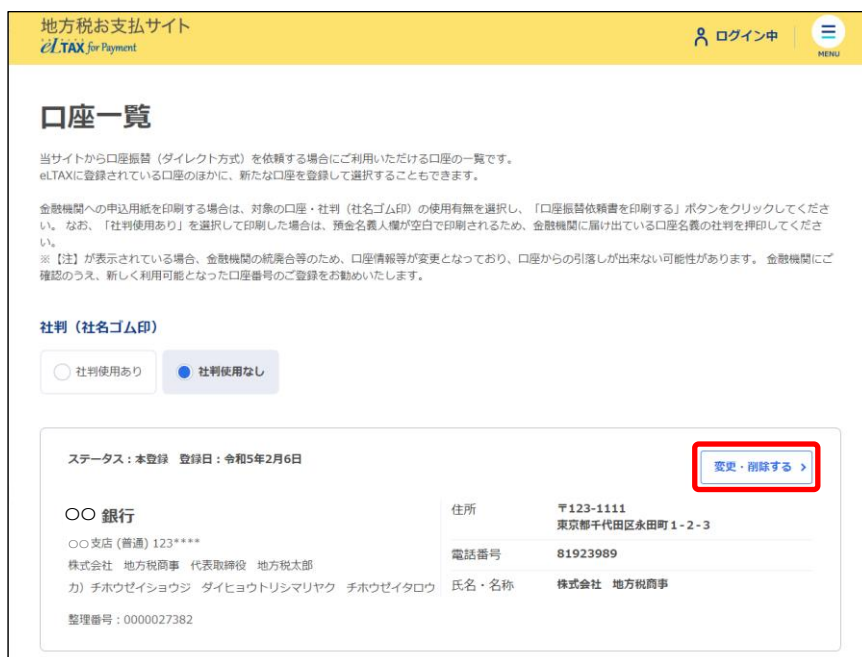 地方税お支払サイト
eLTAX for Payment
ログイン中
MENU
口座一覧
当サイトから口座振替（ダイレクト方式）を依頼する場合にご利用いただける口座の一覧です。
eLTAXに登録されている口座のほかに、新たな口座を登録して選択することもできます。
金融機関への申込用紙を印刷する場合は、対象の口座・社判（社名ゴム印）の使用有無を選択し、「口座振替依頼書を印刷する」ボタンをクリックしてくださ
い。 なお、「社判使用あり」を選択して印刷した場合は、預金名義人欄が空白で印刷されるため、金融機関に届け出ている口座名義の社判を押印してくださ
い。
※【注】が表示されている場合、金融機関の統廃合等のため、口座情報等が変更となっており、口座からの引落しが出来ない可能性があります。 金融機関にご
確認のうえ、新しく利用可能となった口座番号のご登録をお勧めいたします。
社判（社名ゴム印）
社判使用あり
社判使用なし
ステータス：本登録　登録日：令和5年2月6日
変更・削除する
〇〇 銀行
○○支店 (普通) 123****
株式会社　地方税商事　代表取締役　地方税太郎
カ）チホウゼイショウジ　ダイヒョウトリシマリヤク　チホウゼイタロウ
整理番号：0000027382
住所
〒123-1111
東京都千代田区永田町１-２-３
電話番号
81923989
氏名・名称
株式会社　地方税商事